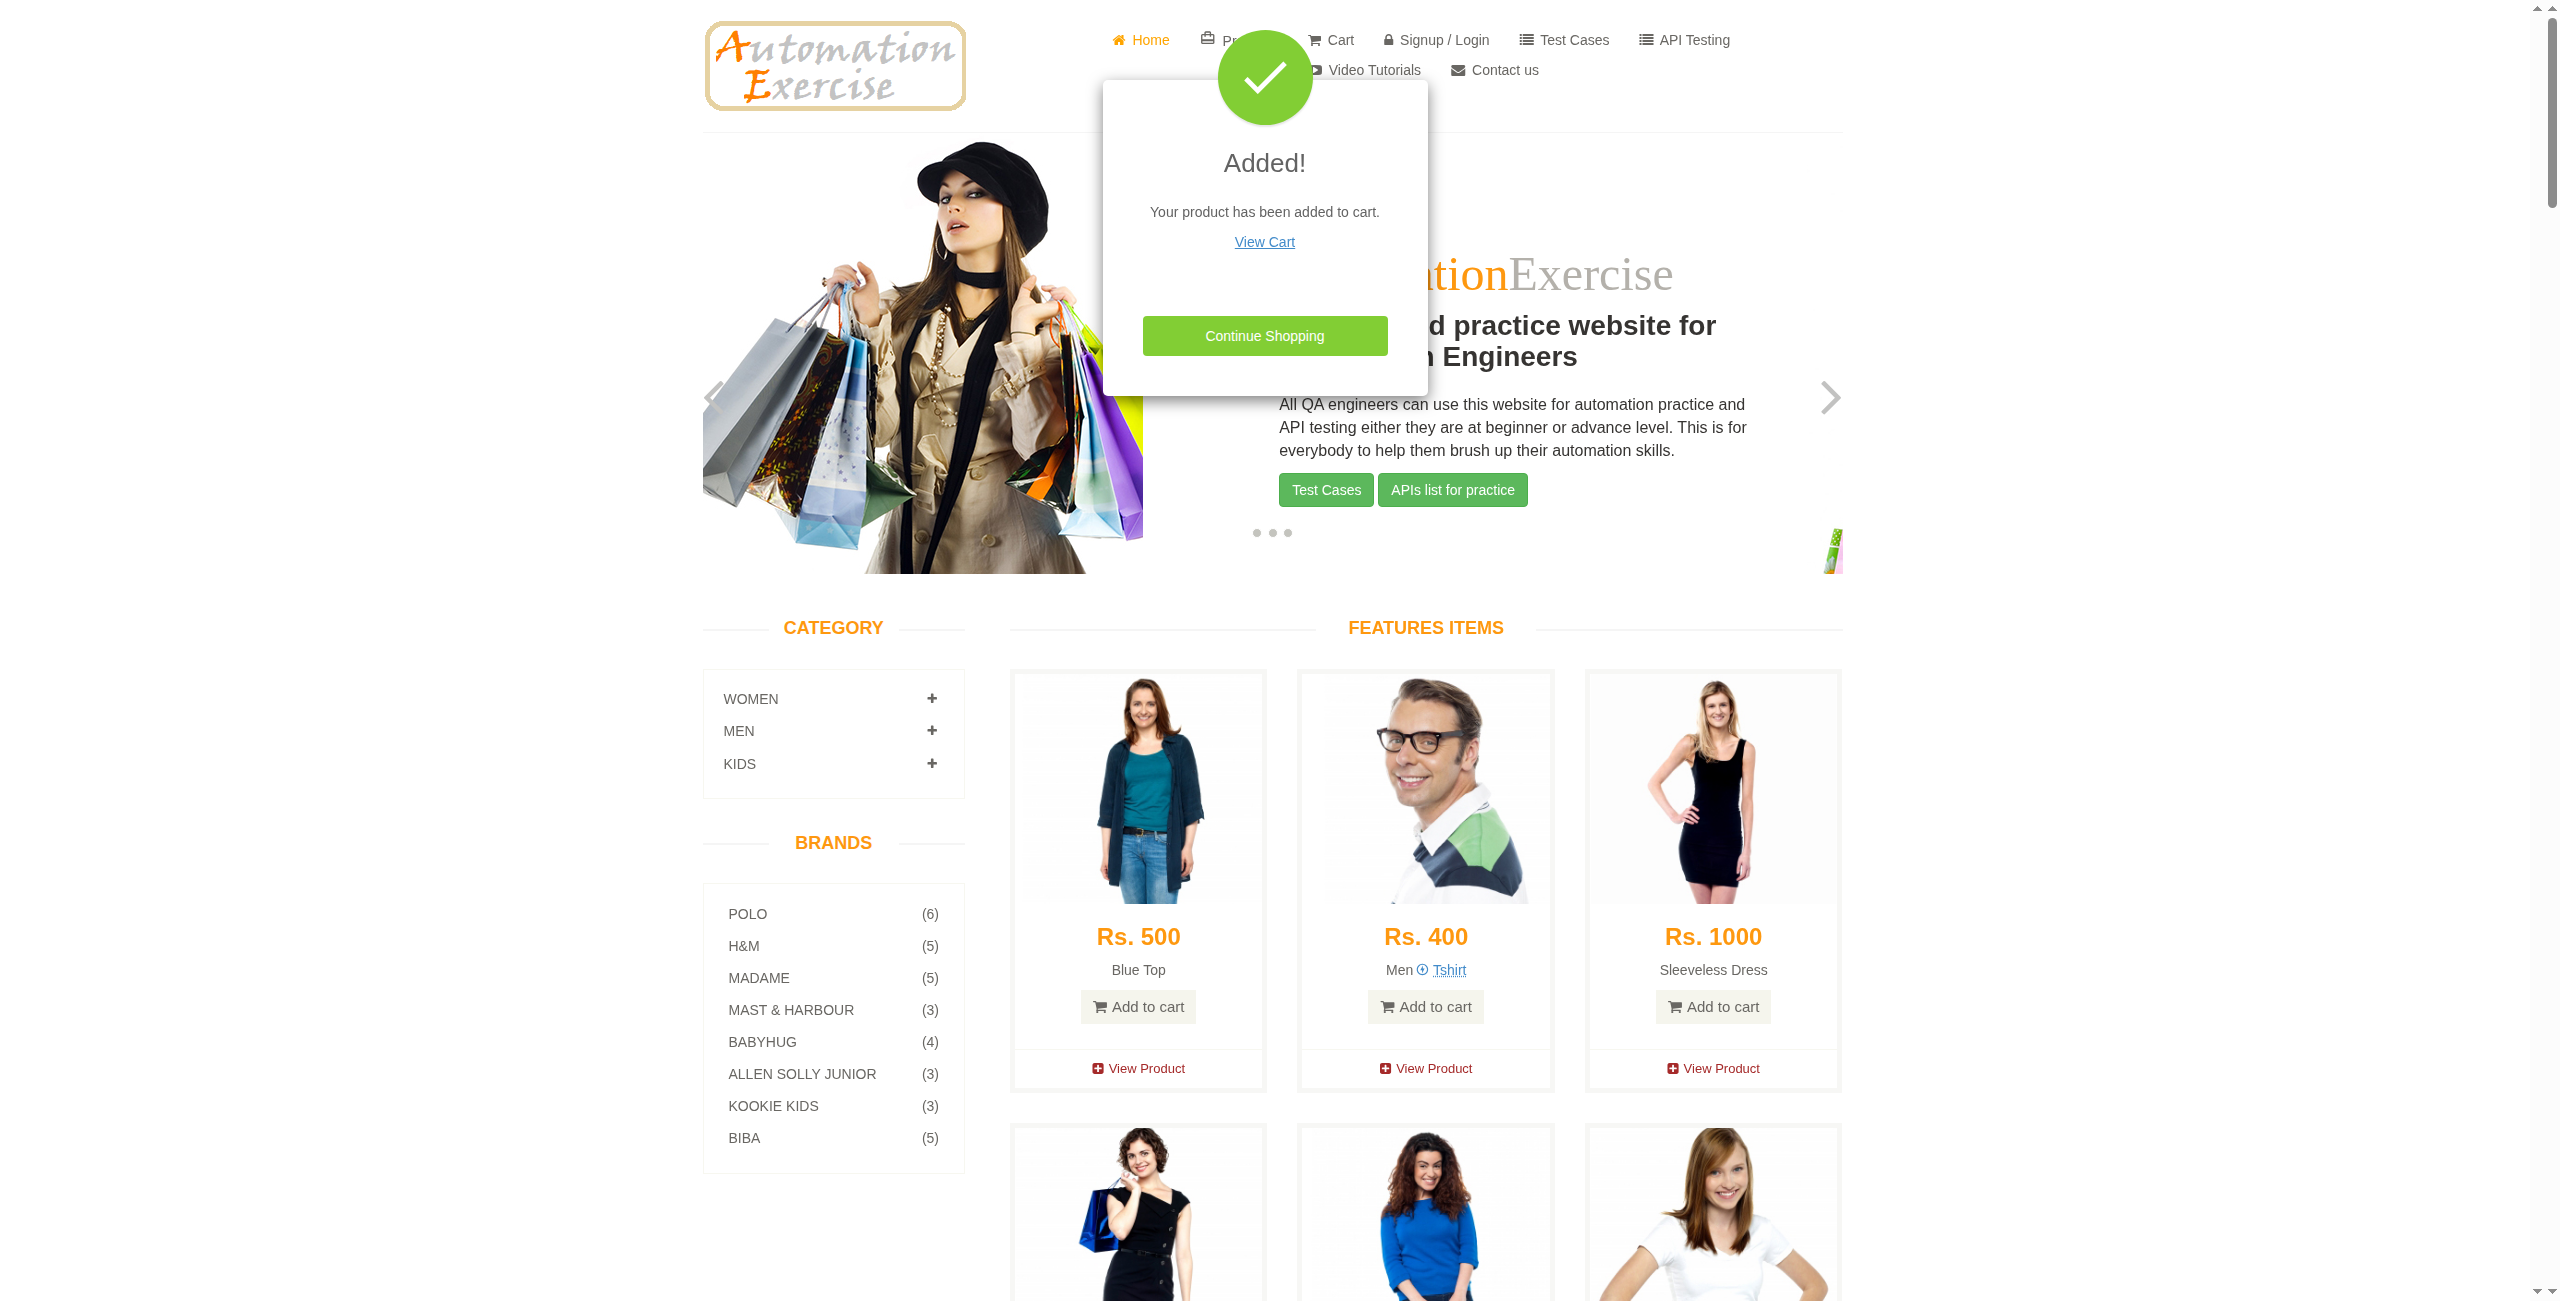 Automation
Exercise
Home
Cart
Signup / Login
Test Cases
API Testing
Video Tutorials
Contact us
Added!
Your product has been added to cart.
View Cart
Continue Shopping
Exercise
practice website for
Engineers
All QA engineers can use this website for automation practice and
API testing either they are at beginner or advance level. This is for
everybody to help them brush up their automation skills.
Test Cases
APIs list for practice
CATEGORY
WOMEN
MEN
KIDS
BRANDS
POLO (6)
H&M (5)
MADAME (5)
MAST & HARBOUR (3)
BABYHUG (4)
ALLEN SOLLY JUNIOR (3)
KOOKIE KIDS (3)
BIBA (5)
FEATURES ITEMS
Rs. 500
Blue Top
Add to cart
View Product
Rs. 400
Men Tshirt
Add to cart
View Product
Rs. 1000
Sleeveless Dress
Add to cart
View Product